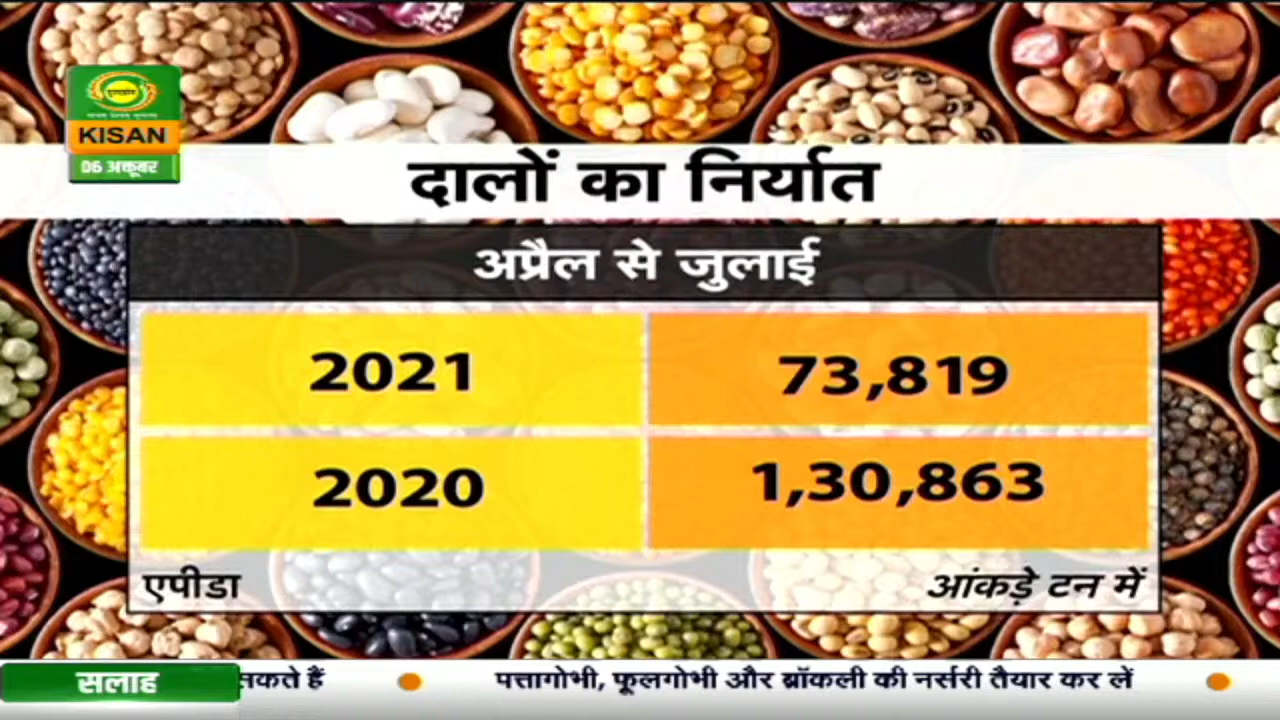 KISAN
06 अक्तूबर
दालों का निर्यात
अप्रैल से जुलाई
2021 73,819
2020 1,30,863
एपीडा आंकड़े टन में
सलाह सकते हैं • पत्तागोभी, फूलगोभी और ब्रॉकली की नर्सरी तैयार कर लें •